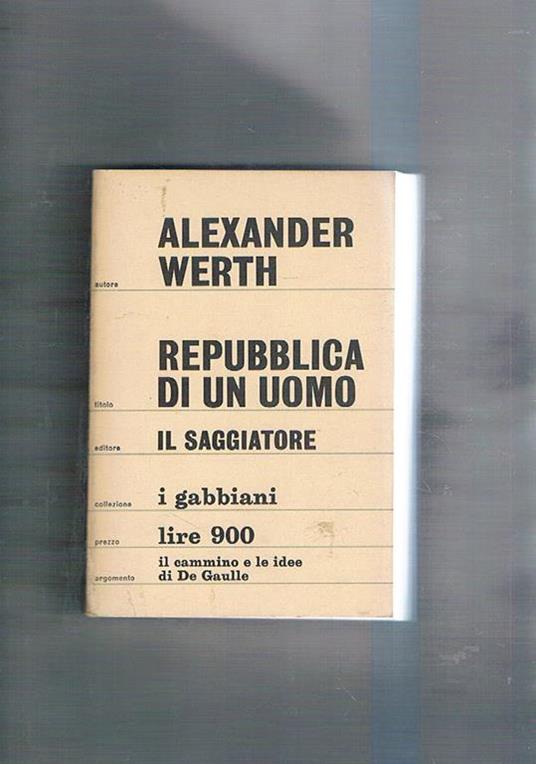 ALEXANDER
autore WERTH
REPUBBLICA
titolo DI UN UOMO
editore IL SAGGIATORE
collezione i gabbiani
prezzo lire 900
il cammino e le idee
argomento di De Gaulle